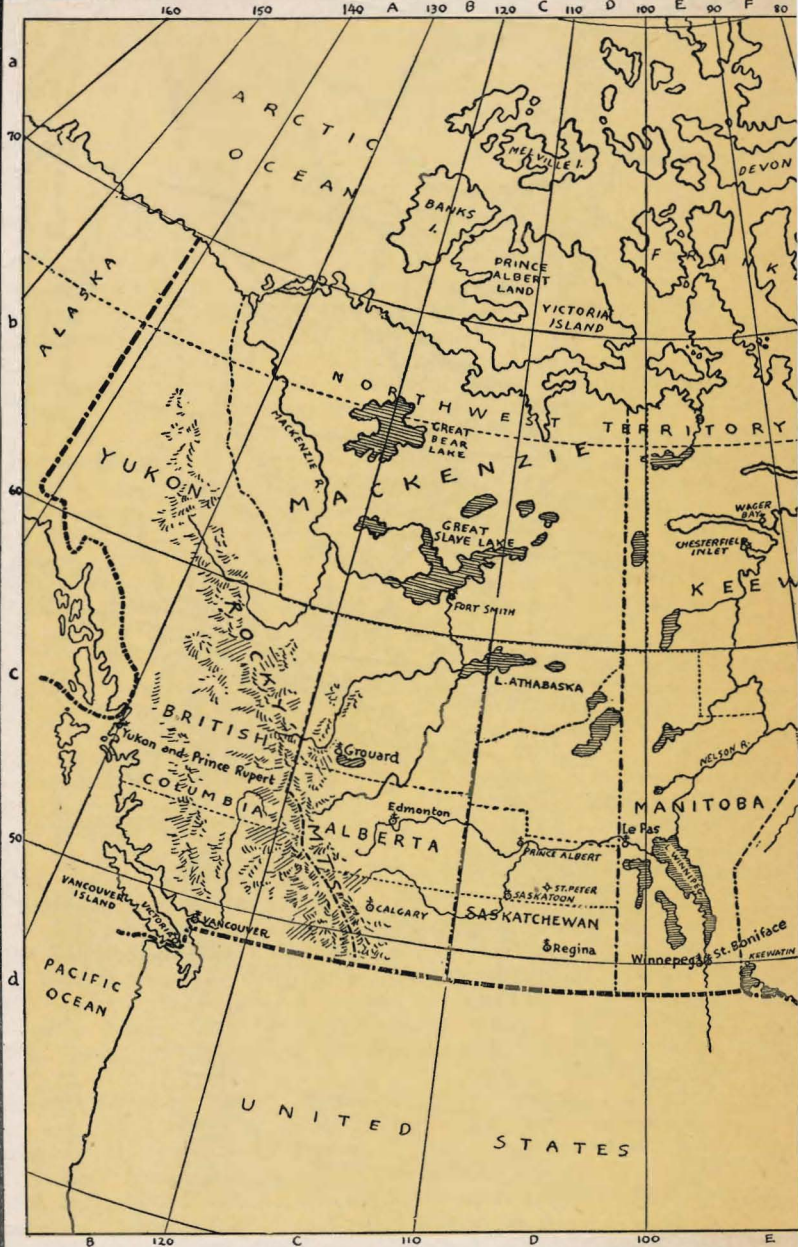 160 150 140 A 130 B 120 C 110 D 100 E 90 F 80
a
70
b
60
c
50
d
ARCTIC
OCEAN
MELVILLE I.
DEVON
BANKS
I.
PRINCE
ALBERT
LAND
VICTORIA
ISLAND
FRANK
ALASKA
NORTHWEST TERRITORY
MACKENZIE R.
GREAT
BEAR
LAKE
YUKON
MACKENZIE
WAGER
BAY
GREAT
SLAVE LAKE
CHESTERFIELD
INLET
KEEW
FORT SMITH
ROCKY
L. ATHABASKA
BRITISH
Grouard
Yukon and Prince Rupert
NELSON R.
COLUMBIA
MANITOBA
Edmonton
ALBERTA
Le Pas
PRINCE ALBERT
WINNIPEG
ST. PETER
SASKATOON
VANCOUVER
ISLAND
VICTORIA
CALGARY
SASKATCHEWAN
VANCOUVER
Regina
St. Boniface
Winnepeg
KEEWATIN
PACIFIC
OCEAN
UNITED STATES
B 120 C 110 D 100 E